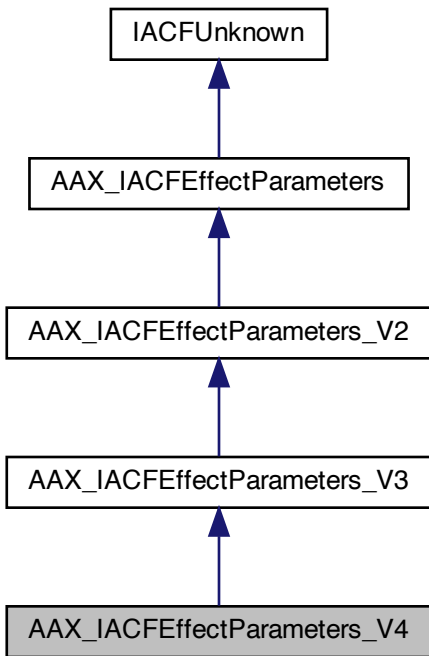 IACFUnknown
AAX_IACFEffectParameters
AAX_IACFEffectParameters_V2
AAX_IACFEffectParameters_V3
AAX_IACFEffectParameters_V4